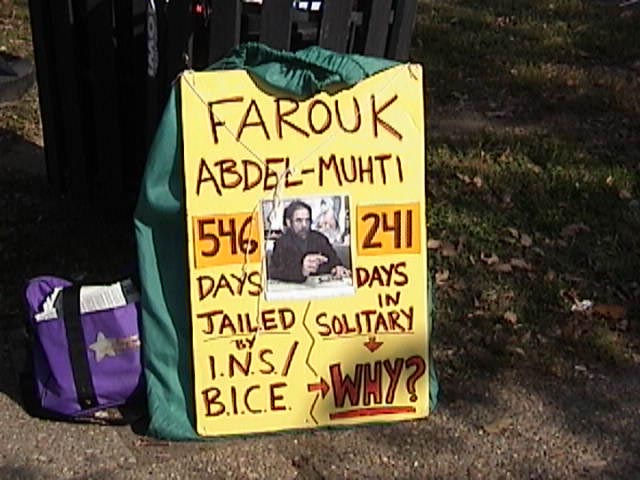 FAROUK
ABDEL-MUHTI
546
DAYS
JAILED
BY
I.N.S./
B.I.C.E.
241
DAYS
IN
SOLITARY
WHY?